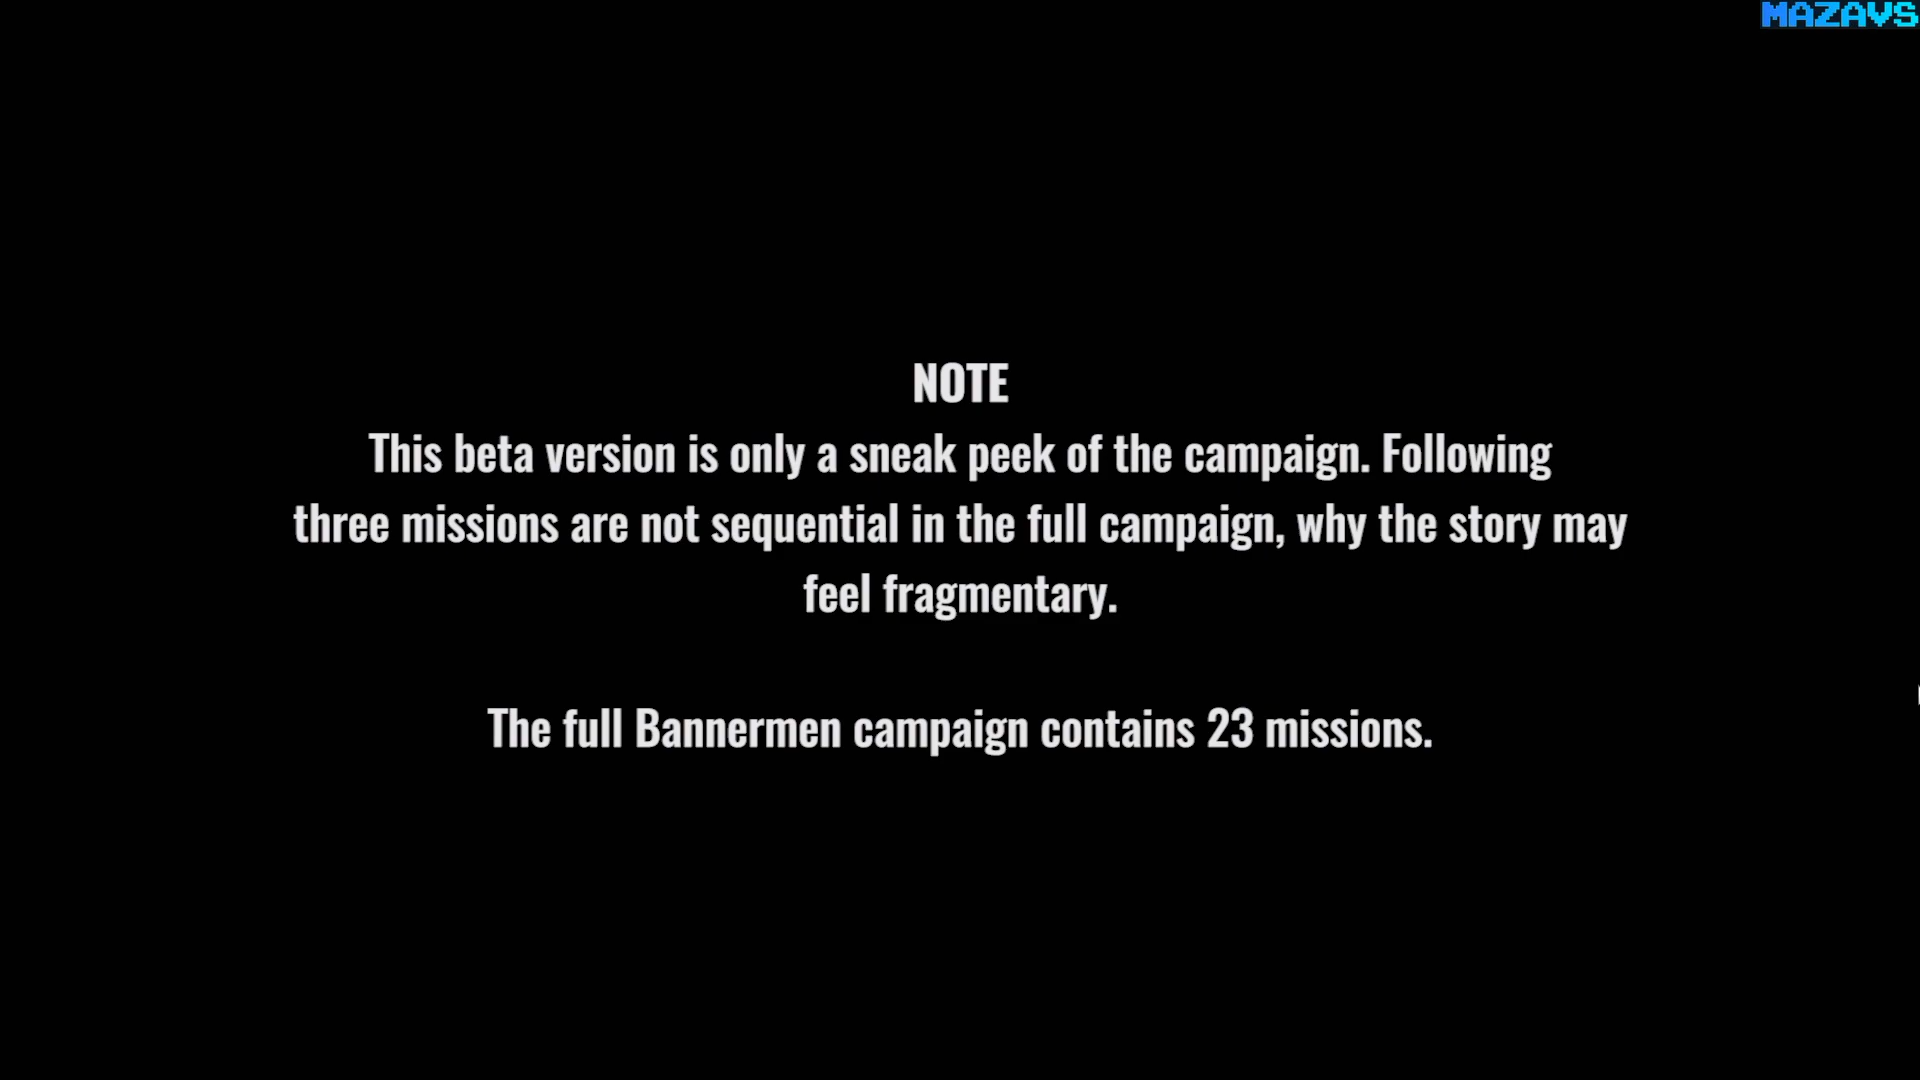 MAZAVS
NOTE
This beta version is only a sneak peek of the campaign. Following
three missions are not sequential in the full campaign, why the story may
feel fragmentary.
The full Bannermen campaign contains 23 missions.